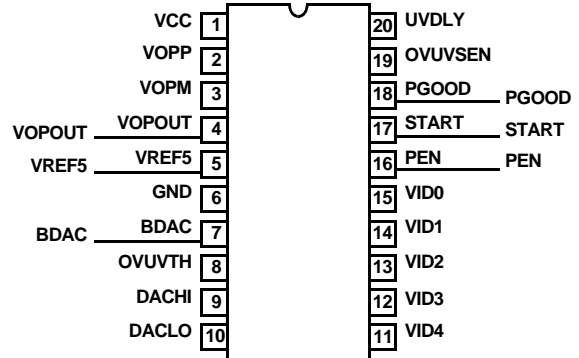 VCC 1 20 UVDLY
VOPP 2 19 OVUVSEN
VOPM 3 18 PGOOD PGOOD
VOPOUT VOPOUT 4 17 START START
VREF5 VREF5 5 16 PEN PEN
GND 6 15 VID0
BDAC BDAC 7 14 VID1
OVUVTH 8 13 VID2
DACHI 9 12 VID3
DACLO 10 11 VID4